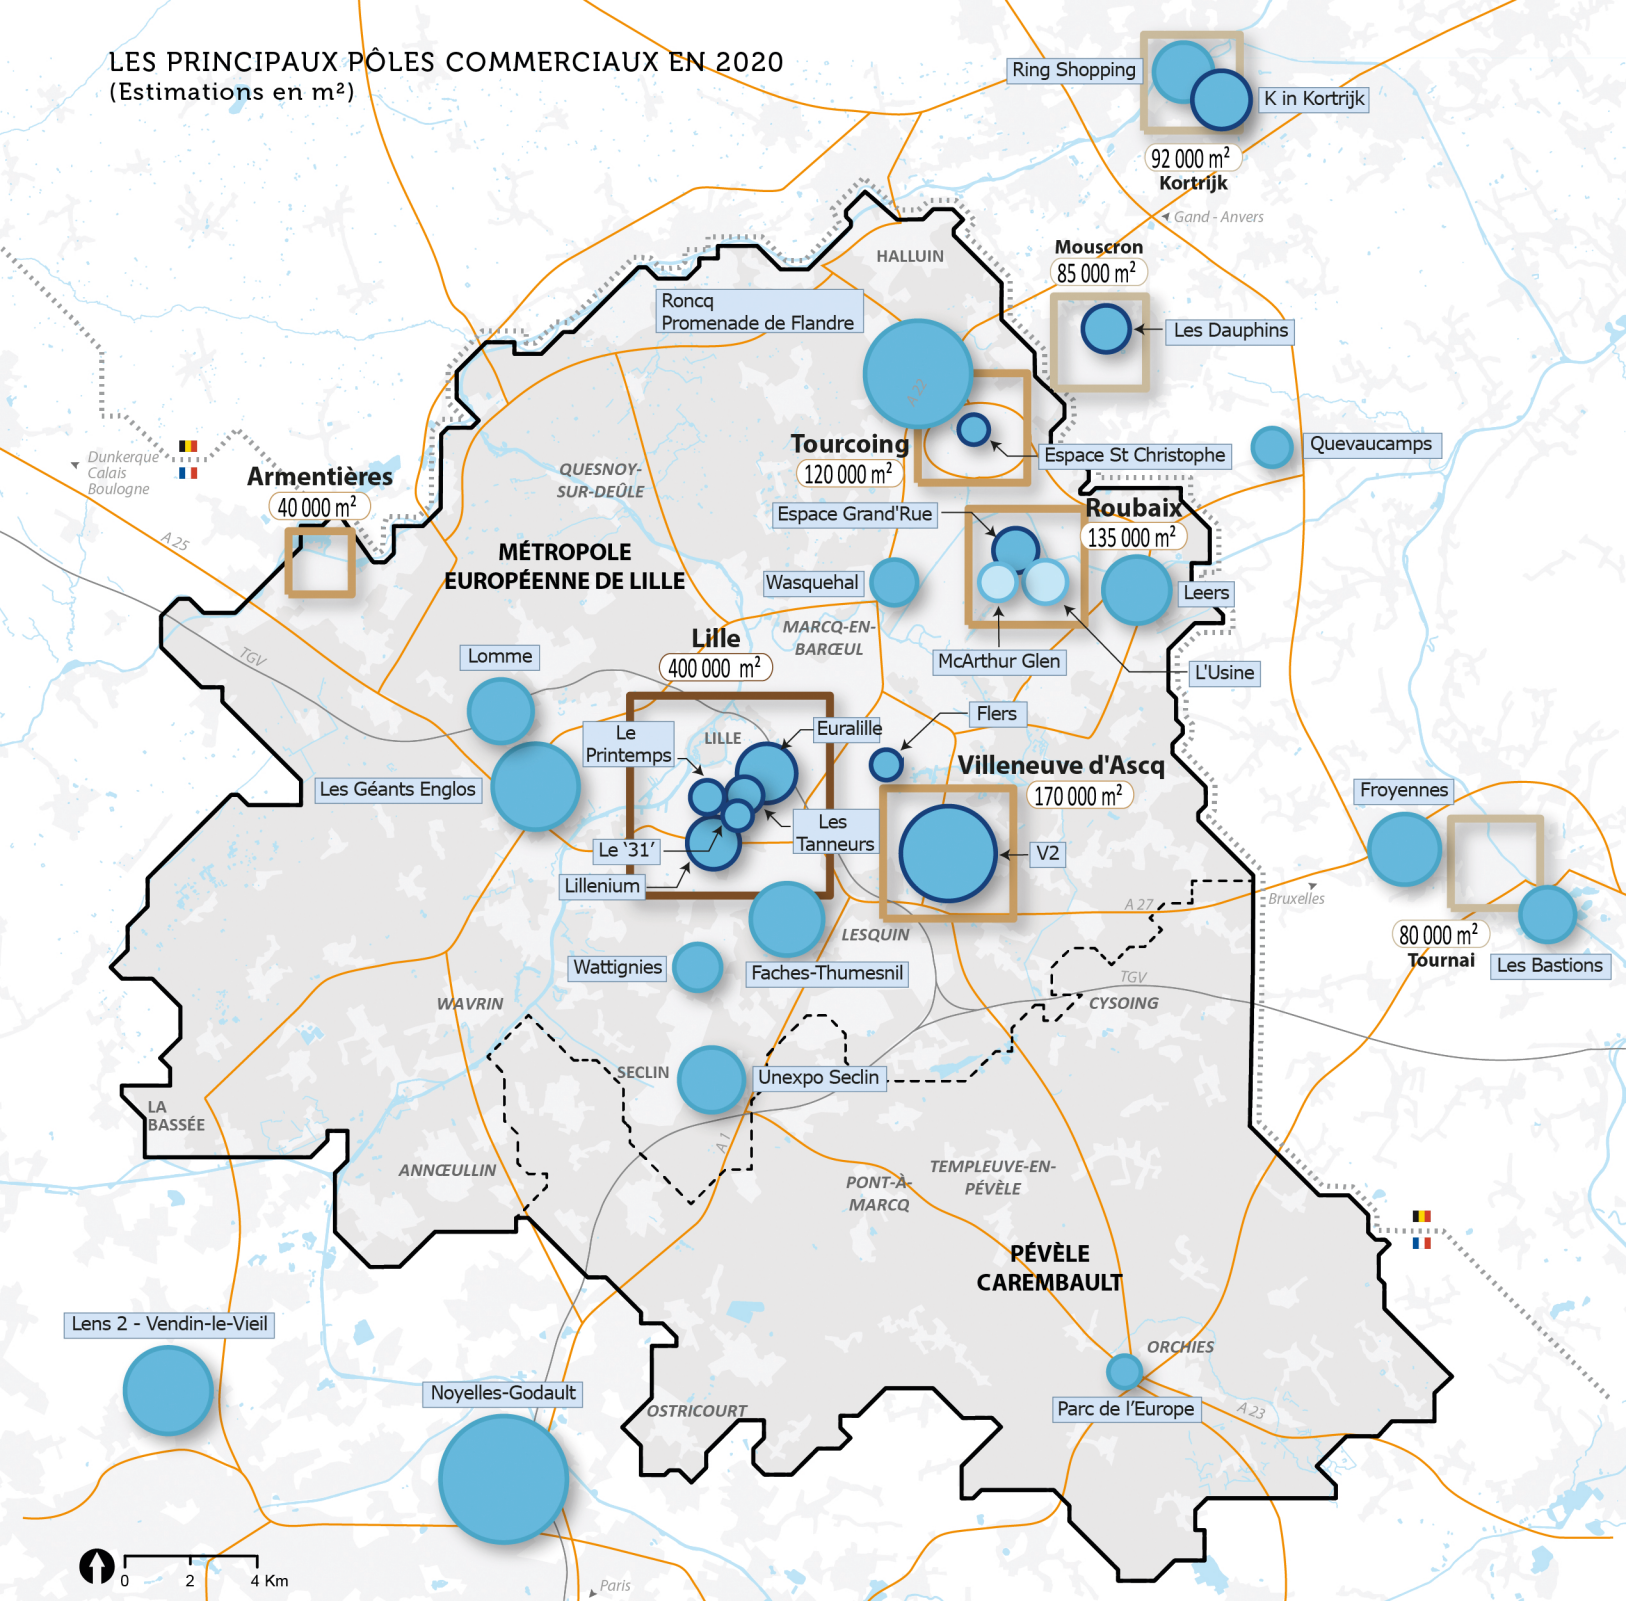 LES PRINCIPAUX PÔLES COMMERCIAUX EN 2020
(Estimations en m²)
Ring Shopping
K in Kortrijk
92 000 m²
Kortrijk
Gand - Anvers
Mouscron
85 000 m²
HALLUIN
Roncq
Promenade de Flandre
Les Dauphins
A 22
Dunkerque
Calais
Boulogne
Armentières
40 000 m²
QUESNOY-
SUR-DEÛLE
Tourcoing
120 000 m²
Espace St Christophe
Quevaucamps
A 25
Espace Grand'Rue
Roubaix
135 000 m²
MÉTROPOLE
EUROPÉENNE DE LILLE
Wasquehal
Leers
MARCQ-EN-
BARŒUL
Lille
400 000 m²
TGV
Lomme
McArthur Glen
L'Usine
Flers
Le
Printemps
LILLE
Euralille
Villeneuve d'Ascq
170 000 m²
Les Géants Englos
Froyennes
Les
Tanneurs
Le ‘31’
V2
Lillenium
Bruxelles
A 27
LESQUIN
80 000 m²
Tournai
Les Bastions
Wattignies
Faches-Thumesnil
TGV
CYSOING
WAVRIN
SECLIN
Unexpo Seclin
LA
BASSÉE
A 1
ANNŒULLIN
TEMPLEUVE-EN-
PÉVÈLE
PONT-À-
MARCQ
PÉVÈLE
CAREMBAULT
Lens 2 - Vendin-le-Vieil
ORCHIES
Noyelles-Godault
OSTRICOURT
Parc de l’Europe
A 23
0 2 4 Km
Paris